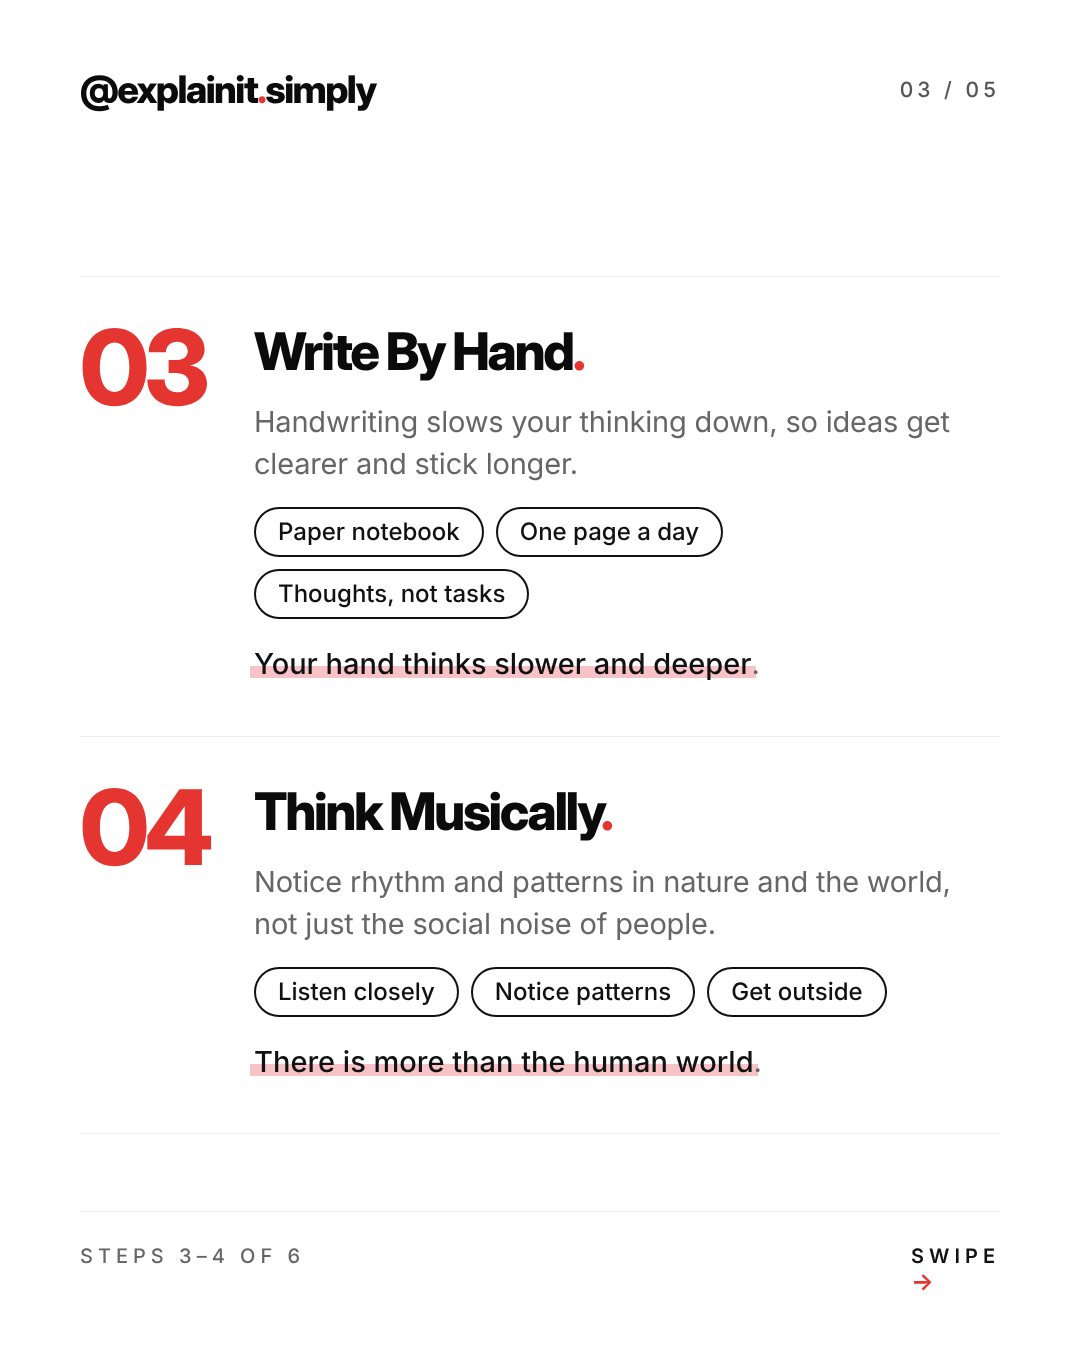 @explainit.simply
03 / 05
03
Write By Hand.
Handwriting slows your thinking down, so ideas get
clearer and stick longer.
Paper notebook
One page a day
Thoughts, not tasks
Your hand thinks slower and deeper.
04
Think Musically.
Notice rhythm and patterns in nature and the world,
not just the social noise of people.
Listen closely
Notice patterns
Get outside
There is more than the human world.
STEPS 3–4 OF 6
SWIPE
→